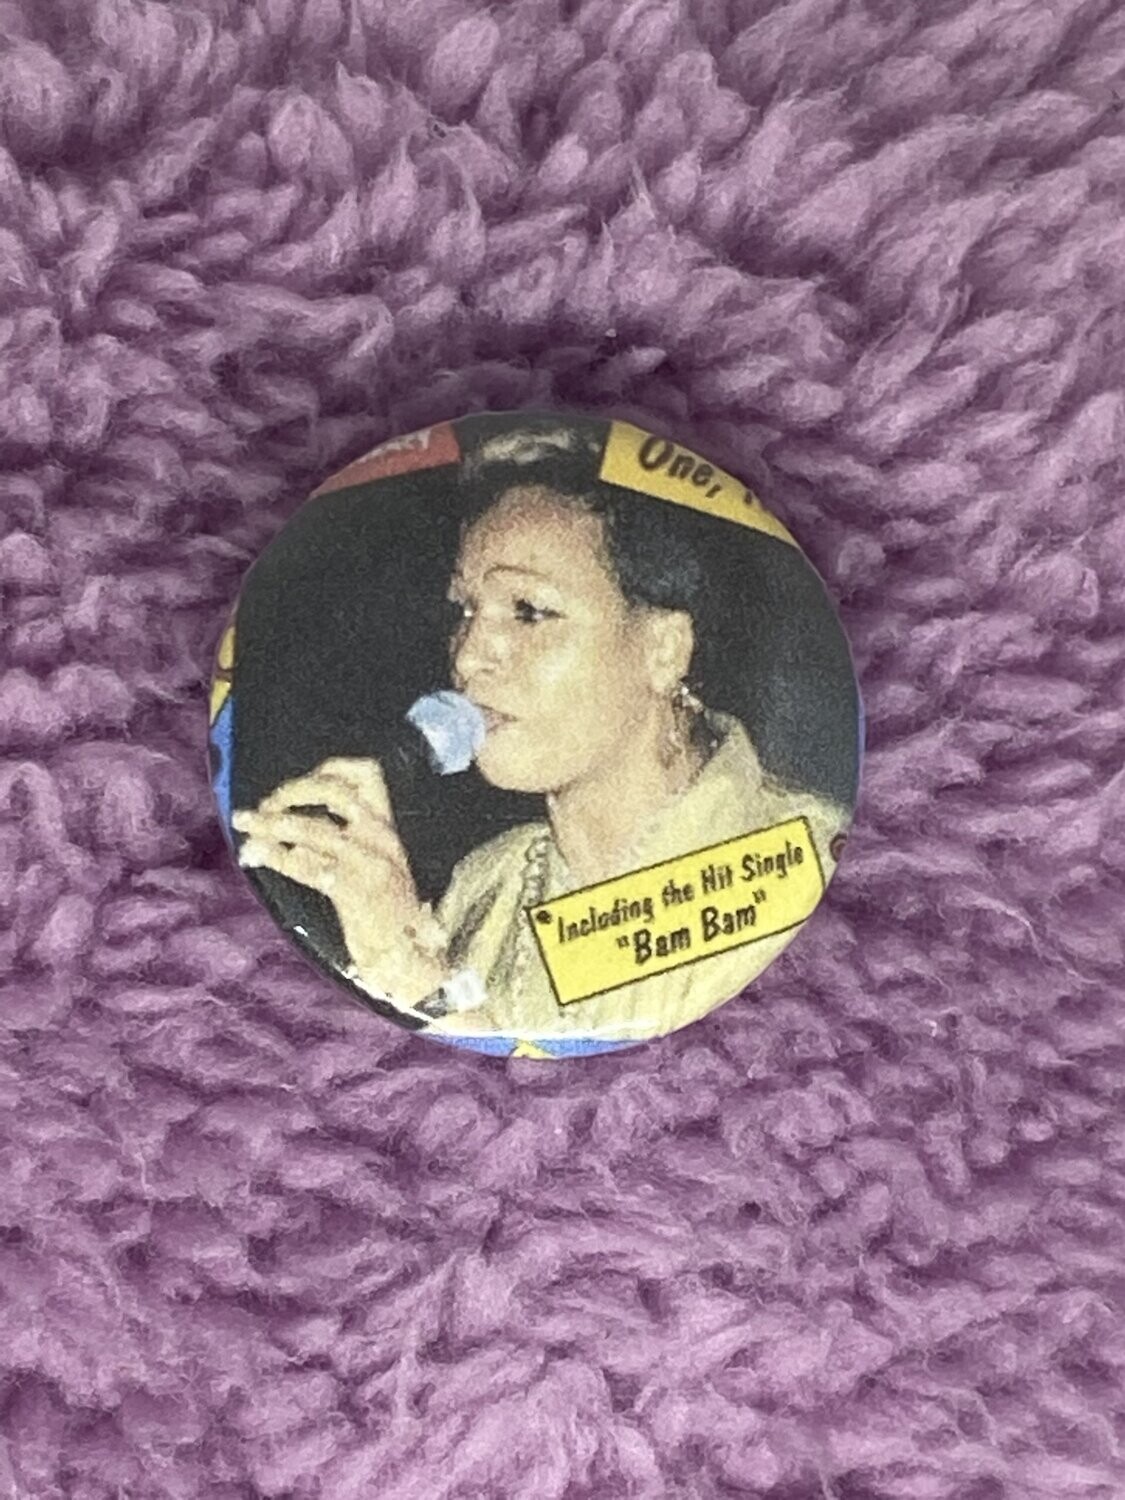 One,
Including the Hit Single
"Bam Bam"